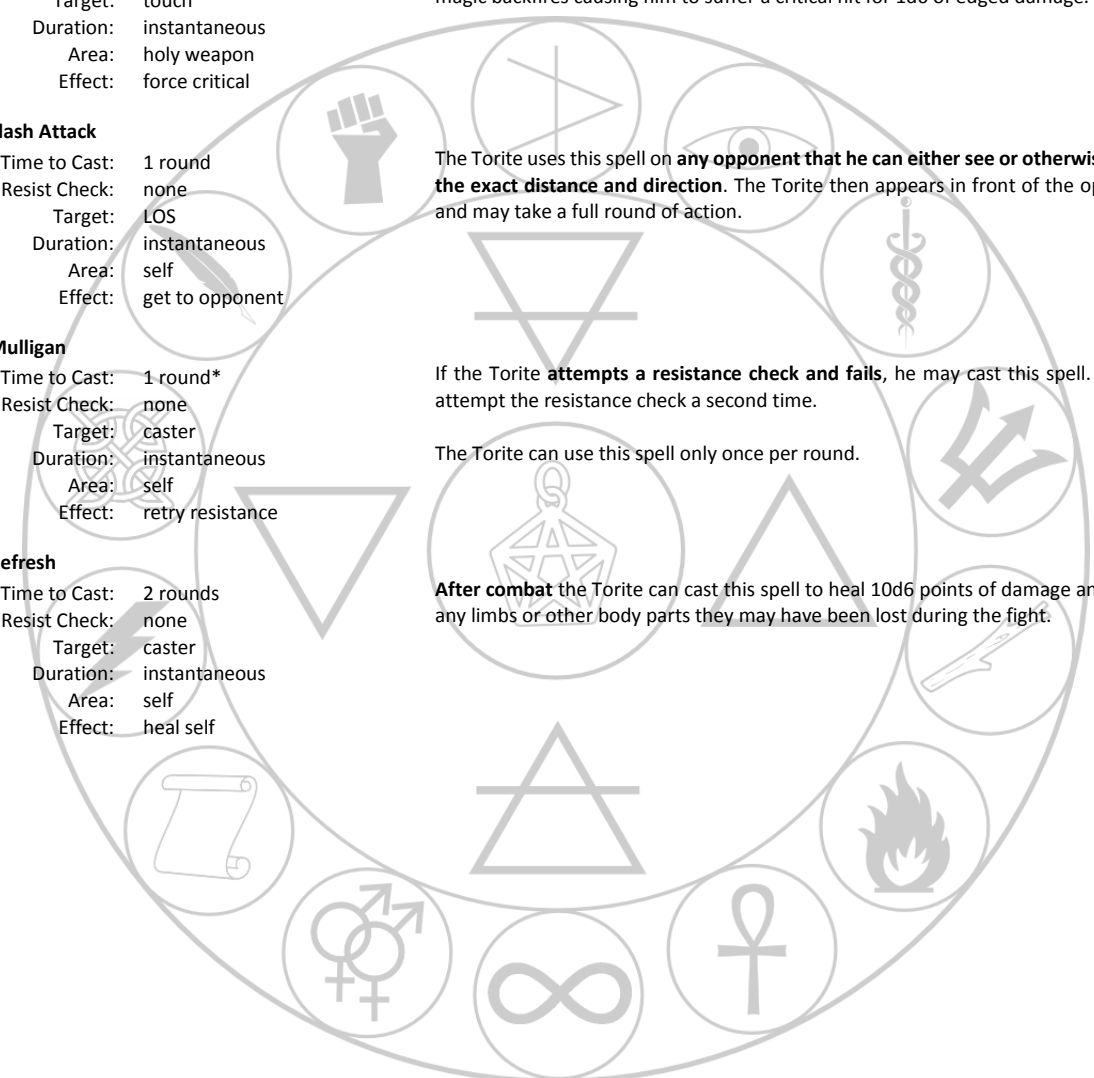 Target: touch
Duration: instantaneous
Area: holy weapon
Effect: force critical
magic backfires causing him to suffer a critical hit for 1d6 of edged damage.
lash Attack
Time to Cast: 1 round
Resist Check: none
Target: LOS
Duration: instantaneous
Area: self
Effect: get to opponent
The Torite uses this spell on any opponent that he can either see or otherwis
the exact distance and direction. The Torite then appears in front of the op
and may take a full round of action.
Mulligan
Time to Cast: 1 round*
Resist Check: none
Target: caster
Duration: instantaneous
Area: self
Effect: retry resistance
If the Torite attempts a resistance check and fails, he may cast this spell.
attempt the resistance check a second time.
The Torite can use this spell only once per round.
efresh
Time to Cast: 2 rounds
Resist Check: none
Target: caster
Duration: instantaneous
Area: self
Effect: heal self
After combat the Torite can cast this spell to heal 10d6 points of damage an
any limbs or other body parts they may have been lost during the fight.